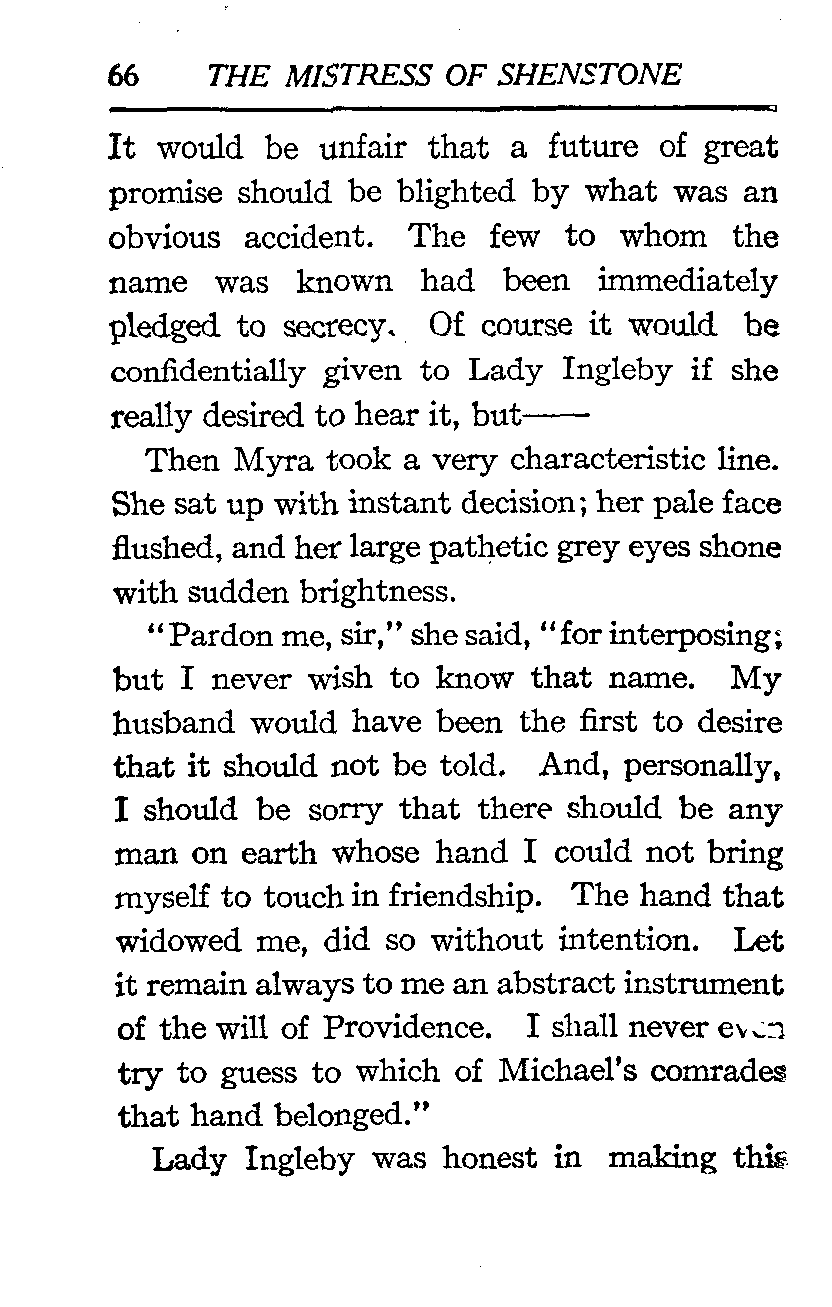 66 THE MISTRESS OF SHENSTONE
It would be unfair that a future of great
promise should be blighted by what was an
obvious accident. The few to whom the
name was known had been immediately
pledged to secrecy. Of course it would be
confidentially given to Lady Ingleby if she
really desired to hear it, but——
Then Myra took a very characteristic line.
She sat up with instant decision; her pale face
flushed, and her large pathetic grey eyes shone
with sudden brightness.
“Pardon me, sir,” she said, “for interposing;
but I never wish to know that name. My
husband would have been the first to desire
that it should not be told. And, personally,
I should be sorry that there should be any
man on earth whose hand I could not bring
myself to touch in friendship. The hand that
widowed me, did so without intention. Let
it remain always to me an abstract instrument
of the will of Providence. I shall never even
try to guess to which of Michael’s comrades
that hand belonged.”
Lady Ingleby was honest in making this